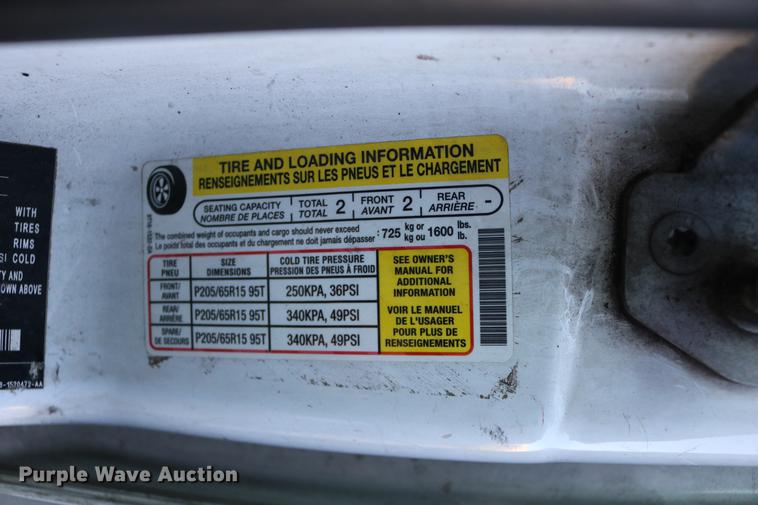 WITH
TIRES
RIMS
COLD
TY AND
OWN ABOVE
-1520472-AA
TIRE AND LOADING INFORMATION
RENSEIGNEMENTS SUR LES PNEUS ET LE CHARGEMENT
SEATING CAPACITY TOTAL 2 FRONT 2 REAR -
NOMBRE DE PLACES TOTAL AVANT ARRIÈRE
The combined weight of occupants and cargo should never exceed : 725 kg or 1600 lbs.
Le poids total des occupants et du chargement ne doit jamais dépasser kg ou lb.
TIRE SIZE COLD TIRE PRESSURE
PNEU DIMENSIONS PRESSION DES PNEUS À FROID
FRONT/
AVANT P205/65R15 95T 250KPA, 36PSI
REAR/
ARRIÈRE P205/65R15 95T 340KPA, 49PSI
SPARE/
DE SECOURS P205/65R15 95T 340KPA, 49PSI
SEE OWNER'S
MANUAL FOR
ADDITIONAL
INFORMATION
VOIR LE MANUEL
DE L'USAGER
POUR PLUS DE
RENSEIGNEMENTS
Purple Wave Auction